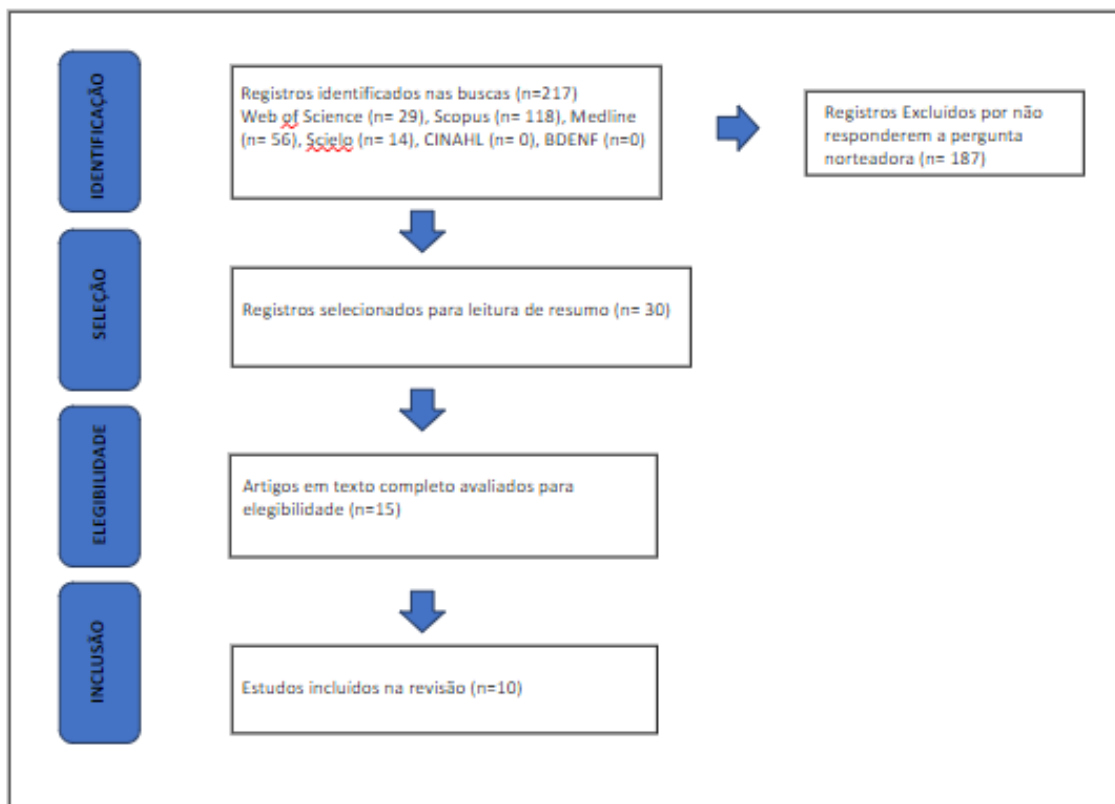 IDENTIFICAÇÃO
Registros identificados nas buscas (n=217)
Web of Science (n= 29), Scopus (n= 118), Medline
(n= 56), Scielo (n= 14), CINAHL (n= 0), BDENF (n=0)
Registros Excluídos por não
responderem a pergunta
norteadora (n= 187)
SELEÇÃO
Registros selecionados para leitura de resumo (n= 30)
ELEGIBILIDADE
Artigos em texto completo avaliados para
elegibilidade (n=15)
INCLUSÃO
Estudos incluídos na revisão (n=10)